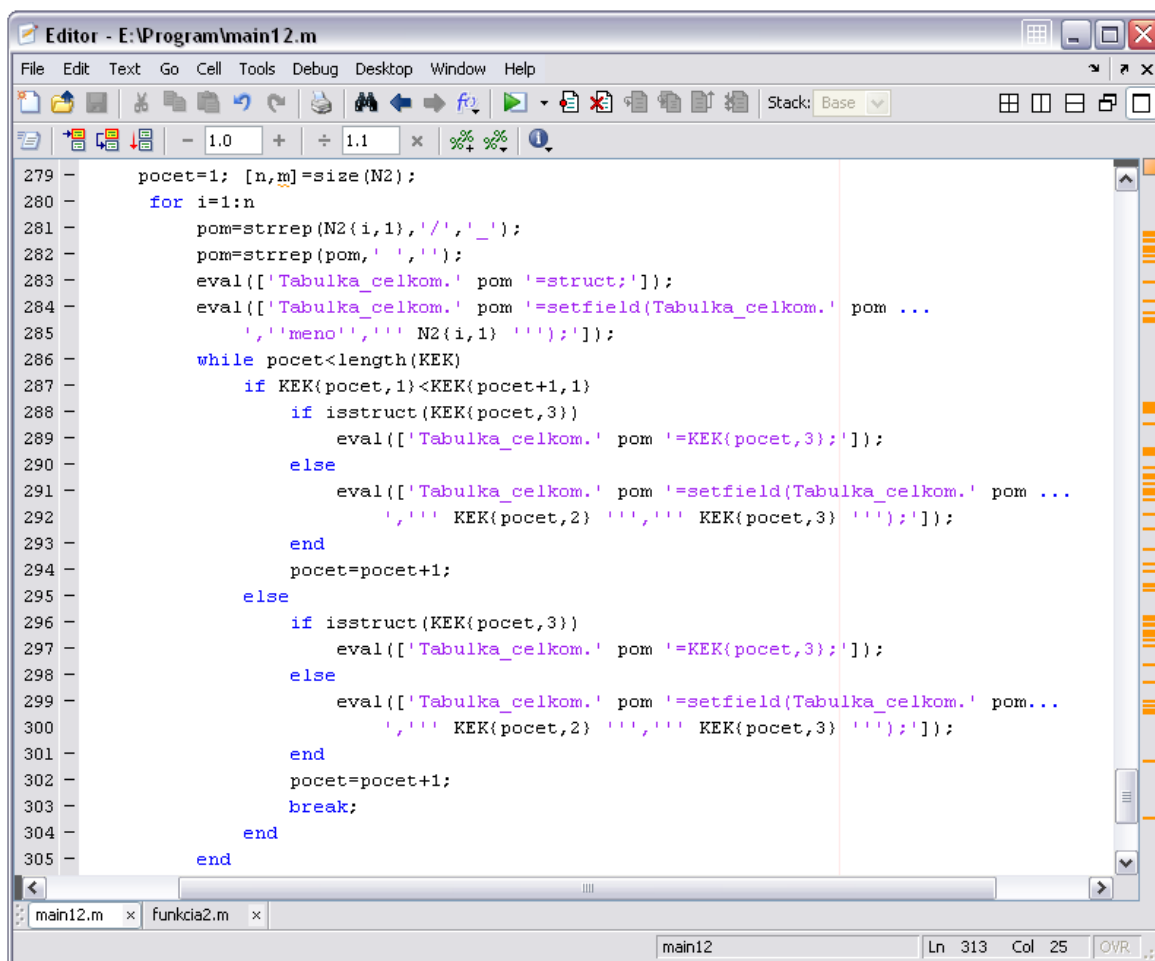 Editor - E:\Program\main12.m
File Edit Text Go Cell Tools Debug Desktop Window Help
Stack: Base
- 1.0 + ÷ 1.1 ×
279 - pocet=1; [n,m]=size(N2);
280 - for i=1:n
281 - pom=strrep(N2{i,1},'/','_');
282 - pom=strrep(pom,' ','');
283 - eval(['Tabulka_celkom.' pom '=struct;']);
284 - eval(['Tabulka_celkom.' pom '=setfield(Tabulka_celkom.' pom ...
285 ',''meno'',''' N2{i,1} ''');']);
286 - while pocet<length(KEK)
287 - if KEK{pocet,1}<KEK{pocet+1,1}
288 - if isstruct(KEK{pocet,3})
289 - eval(['Tabulka_celkom.' pom '=KEK{pocet,3};']);
290 - else
291 - eval(['Tabulka_celkom.' pom '=setfield(Tabulka_celkom.' pom ...
292 ',''' KEK{pocet,2} ''',''' KEK{pocet,3} ''');']);
293 - end
294 - pocet=pocet+1;
295 - else
296 - if isstruct(KEK{pocet,3})
297 - eval(['Tabulka_celkom.' pom '=KEK{pocet,3};']);
298 - else
299 - eval(['Tabulka_celkom.' pom '=setfield(Tabulka_celkom.' pom...
300 ',''' KEK{pocet,2} ''',''' KEK{pocet,3} ''');']);
301 - end
302 - pocet=pocet+1;
303 - break;
304 - end
305 - end
main12.m × funkcia2.m ×
main12 Ln 313 Col 25 OVR